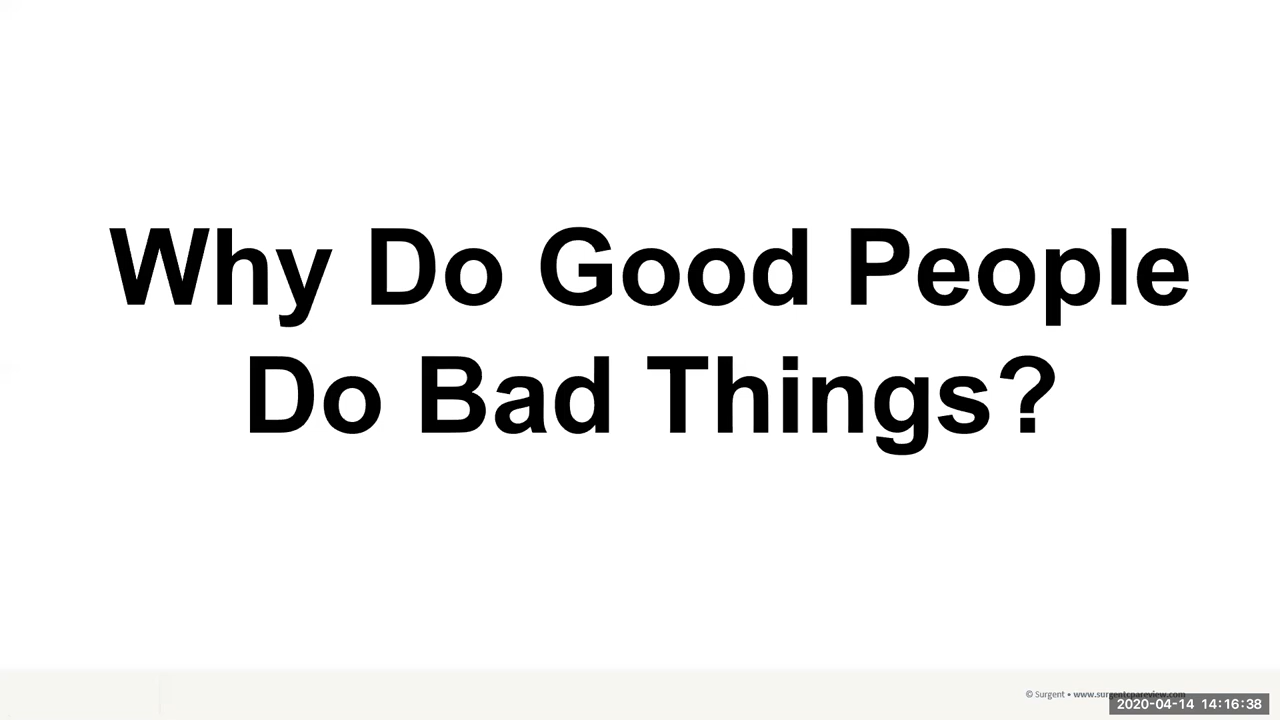 Why Do Good People
Do Bad Things?
© Surgent • www.surgentcpareview.com
2020-04-14 14:16:38